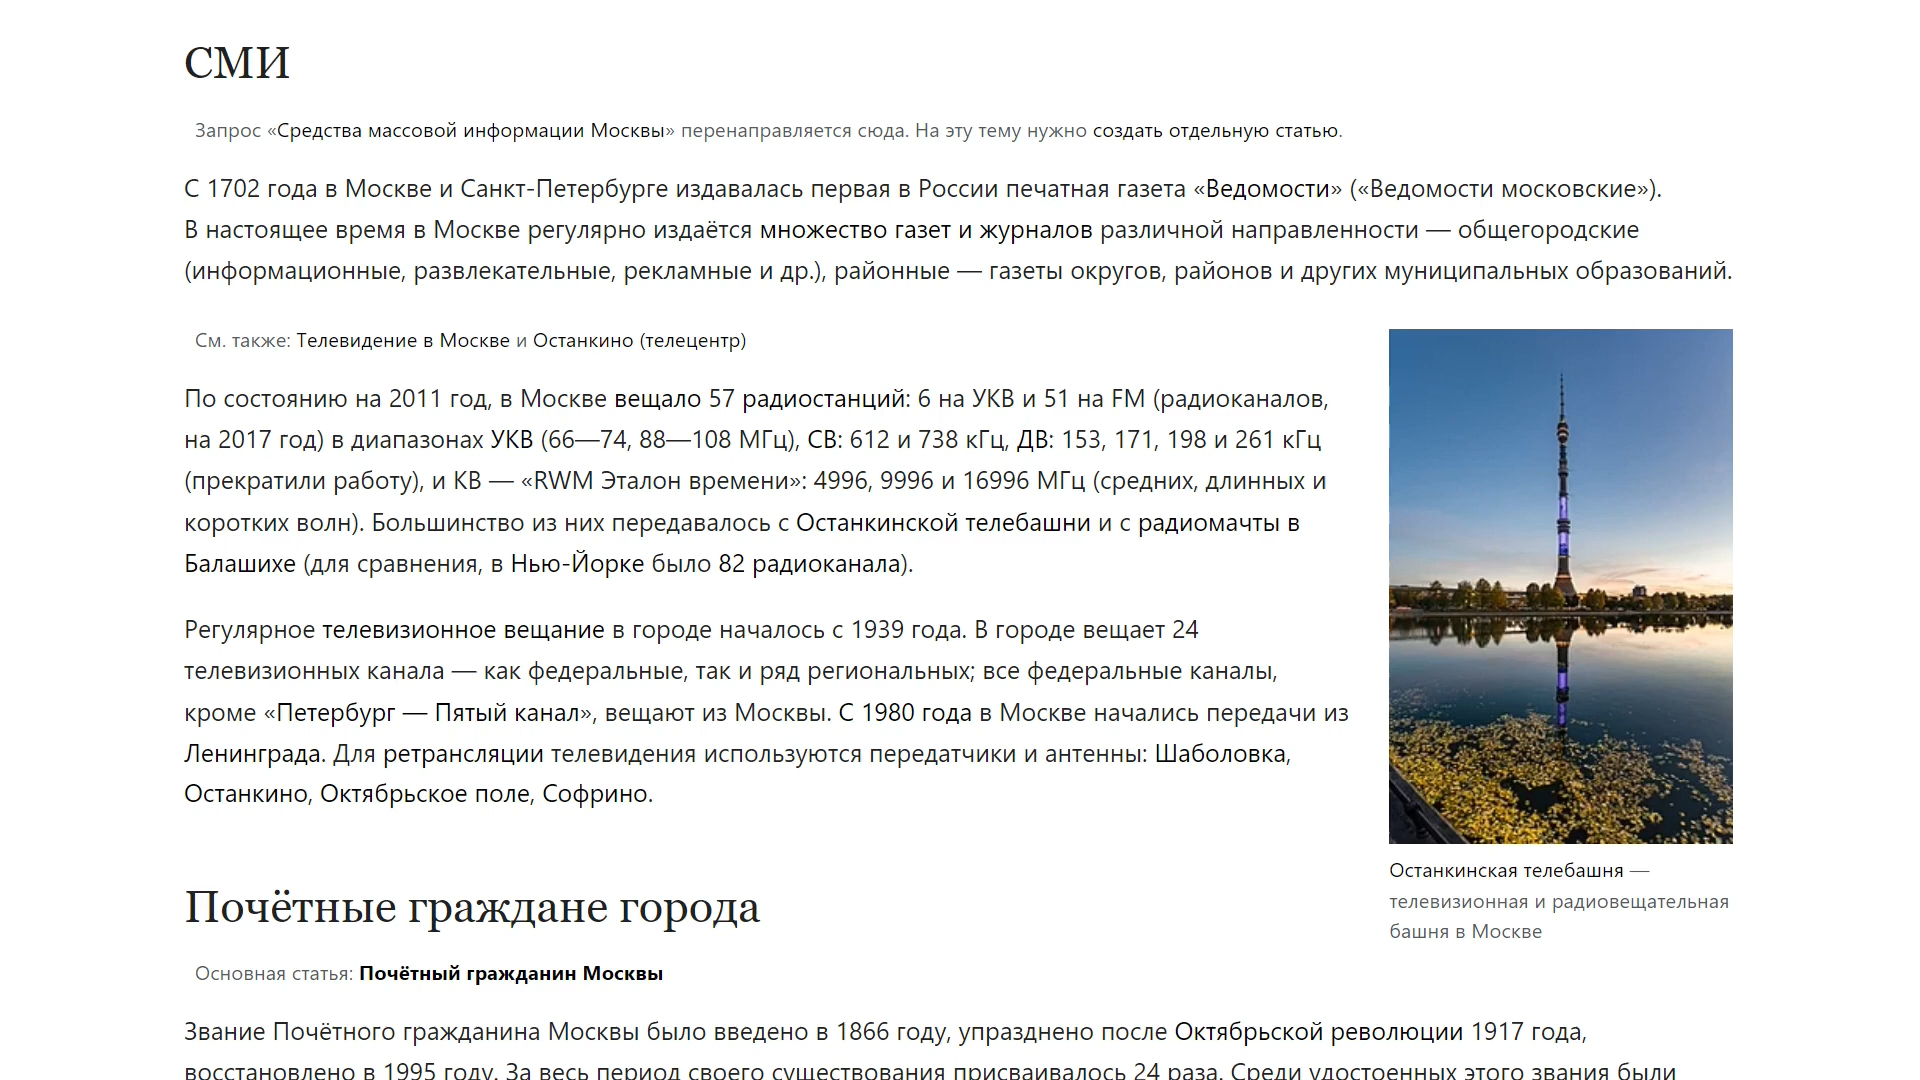 СМИ
Запрос «Средства массовой информации Москвы» перенаправляется сюда. На эту тему нужно создать отдельную статью.
С 1702 года в Москве и Санкт-Петербурге издавалась первая в России печатная газета «Ведомости» («Ведомости московские»).
В настоящее время в Москве регулярно издаётся множество газет и журналов различной направленности — общегородские
(информационные, развлекательные, рекламные и др.), районные — газеты округов, районов и других муниципальных образований.
См. также: Телевидение в Москве и Останкино (телецентр)
По состоянию на 2011 год, в Москве вещало 57 радиостанций: 6 на УКВ и 51 на FM (радиоканалов,
на 2017 год) в диапазонах УКВ (66—74, 88—108 МГц), СВ: 612 и 738 кГц, ДВ: 153, 171, 198 и 261 кГц
(прекратили работу), и КВ — «RWM Эталон времени»: 4996, 9996 и 16996 МГц (средних, длинных и
коротких волн). Большинство из них передавалось с Останкинской телебашни и с радиомачты в
Балашихе (для сравнения, в Нью-Йорке было 82 радиоканала).
Регулярное телевизионное вещание в городе началось с 1939 года. В городе вещает 24
телевизионных канала — как федеральные, так и ряд региональных; все федеральные каналы,
кроме «Петербург — Пятый канал», вещают из Москвы. С 1980 года в Москве начались передачи из
Ленинграда. Для ретрансляции телевидения используются передатчики и антенны: Шаболовка,
Останкино, Октябрьское поле, Софрино.
Останкинская телебашня —
телевизионная и радиовещательная
башня в Москве
Почётные граждане города
Основная статья: Почётный гражданин Москвы
Звание Почётного гражданина Москвы было введено в 1866 году, упразднено после Октябрьской революции 1917 года,
восстановлено в 1995 году. За весь период своего существования присваивалось 24 раза. Среди удостоенных этого звания были